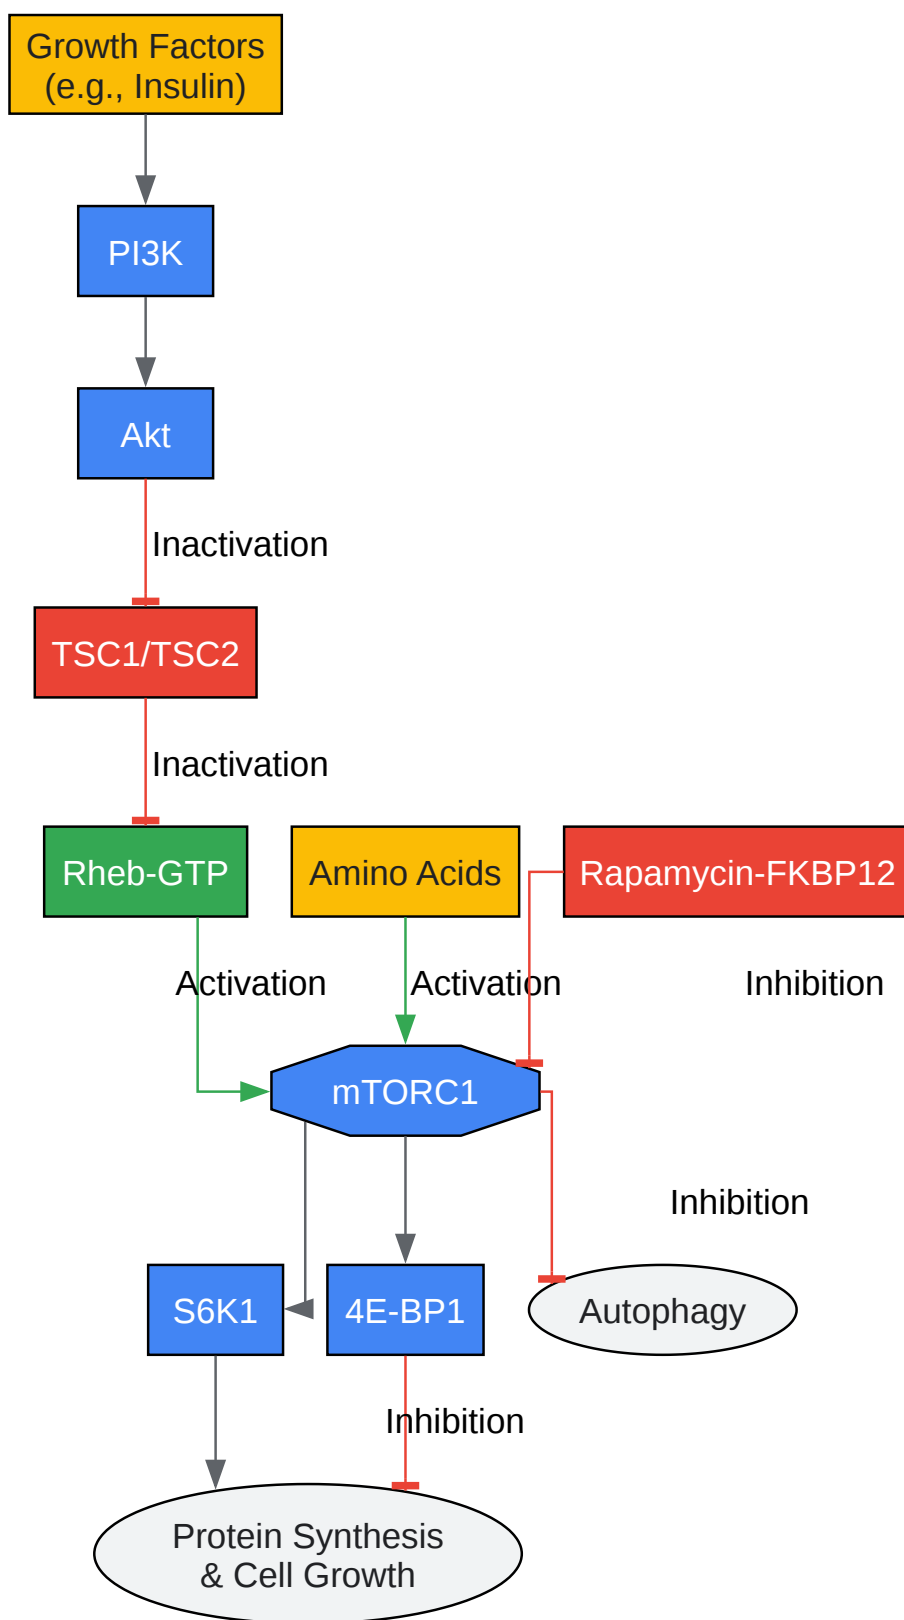 Growth Factors
(e.g., Insulin)
PI3K
Akt
Inactivation
TSC1/TSC2
Inactivation
Rheb-GTP
Amino Acids
Rapamycin-FKBP12
Activation
Activation
Inhibition
mTORC1
Inhibition
S6K1
4E-BP1
Autophagy
Inhibition
Protein Synthesis
& Cell Growth